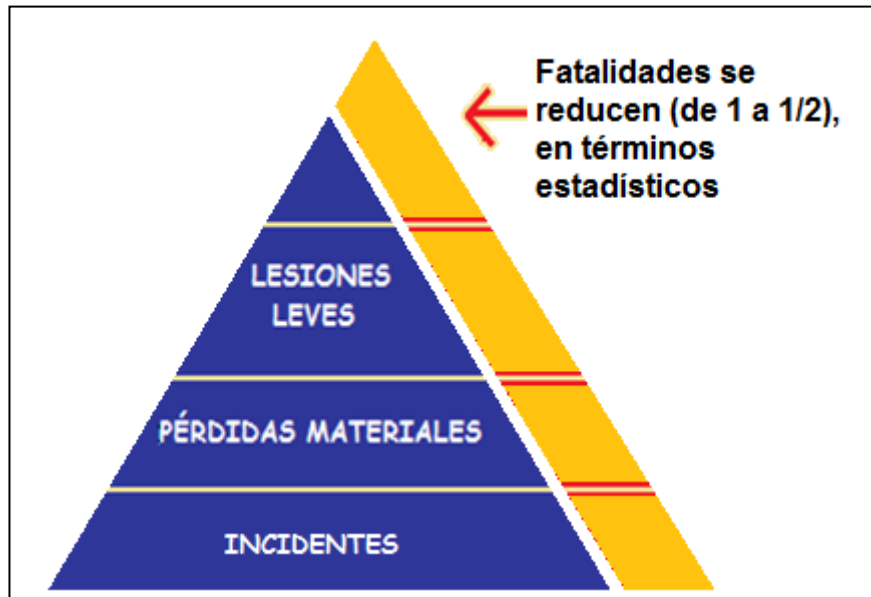 Fatalidades se
reducen (de 1 a 1/2),
en términos
estadísticos
LESIONES
LEVES
PÉRDIDAS MATERIALES
INCIDENTES